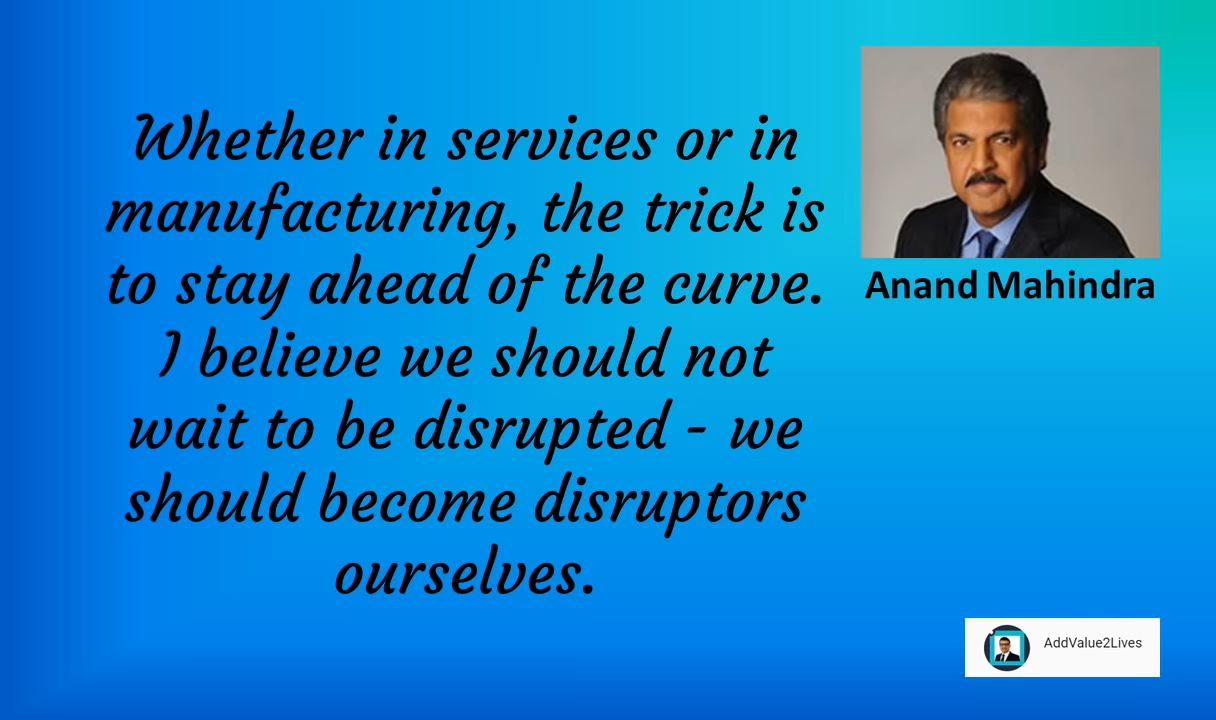 Whether in services or in
manufacturing, the trick is
to stay ahead of the curve.
I believe we should not
wait to be disrupted - we
should become disruptors
ourselves.
Anand Mahindra
AddValue2Lives